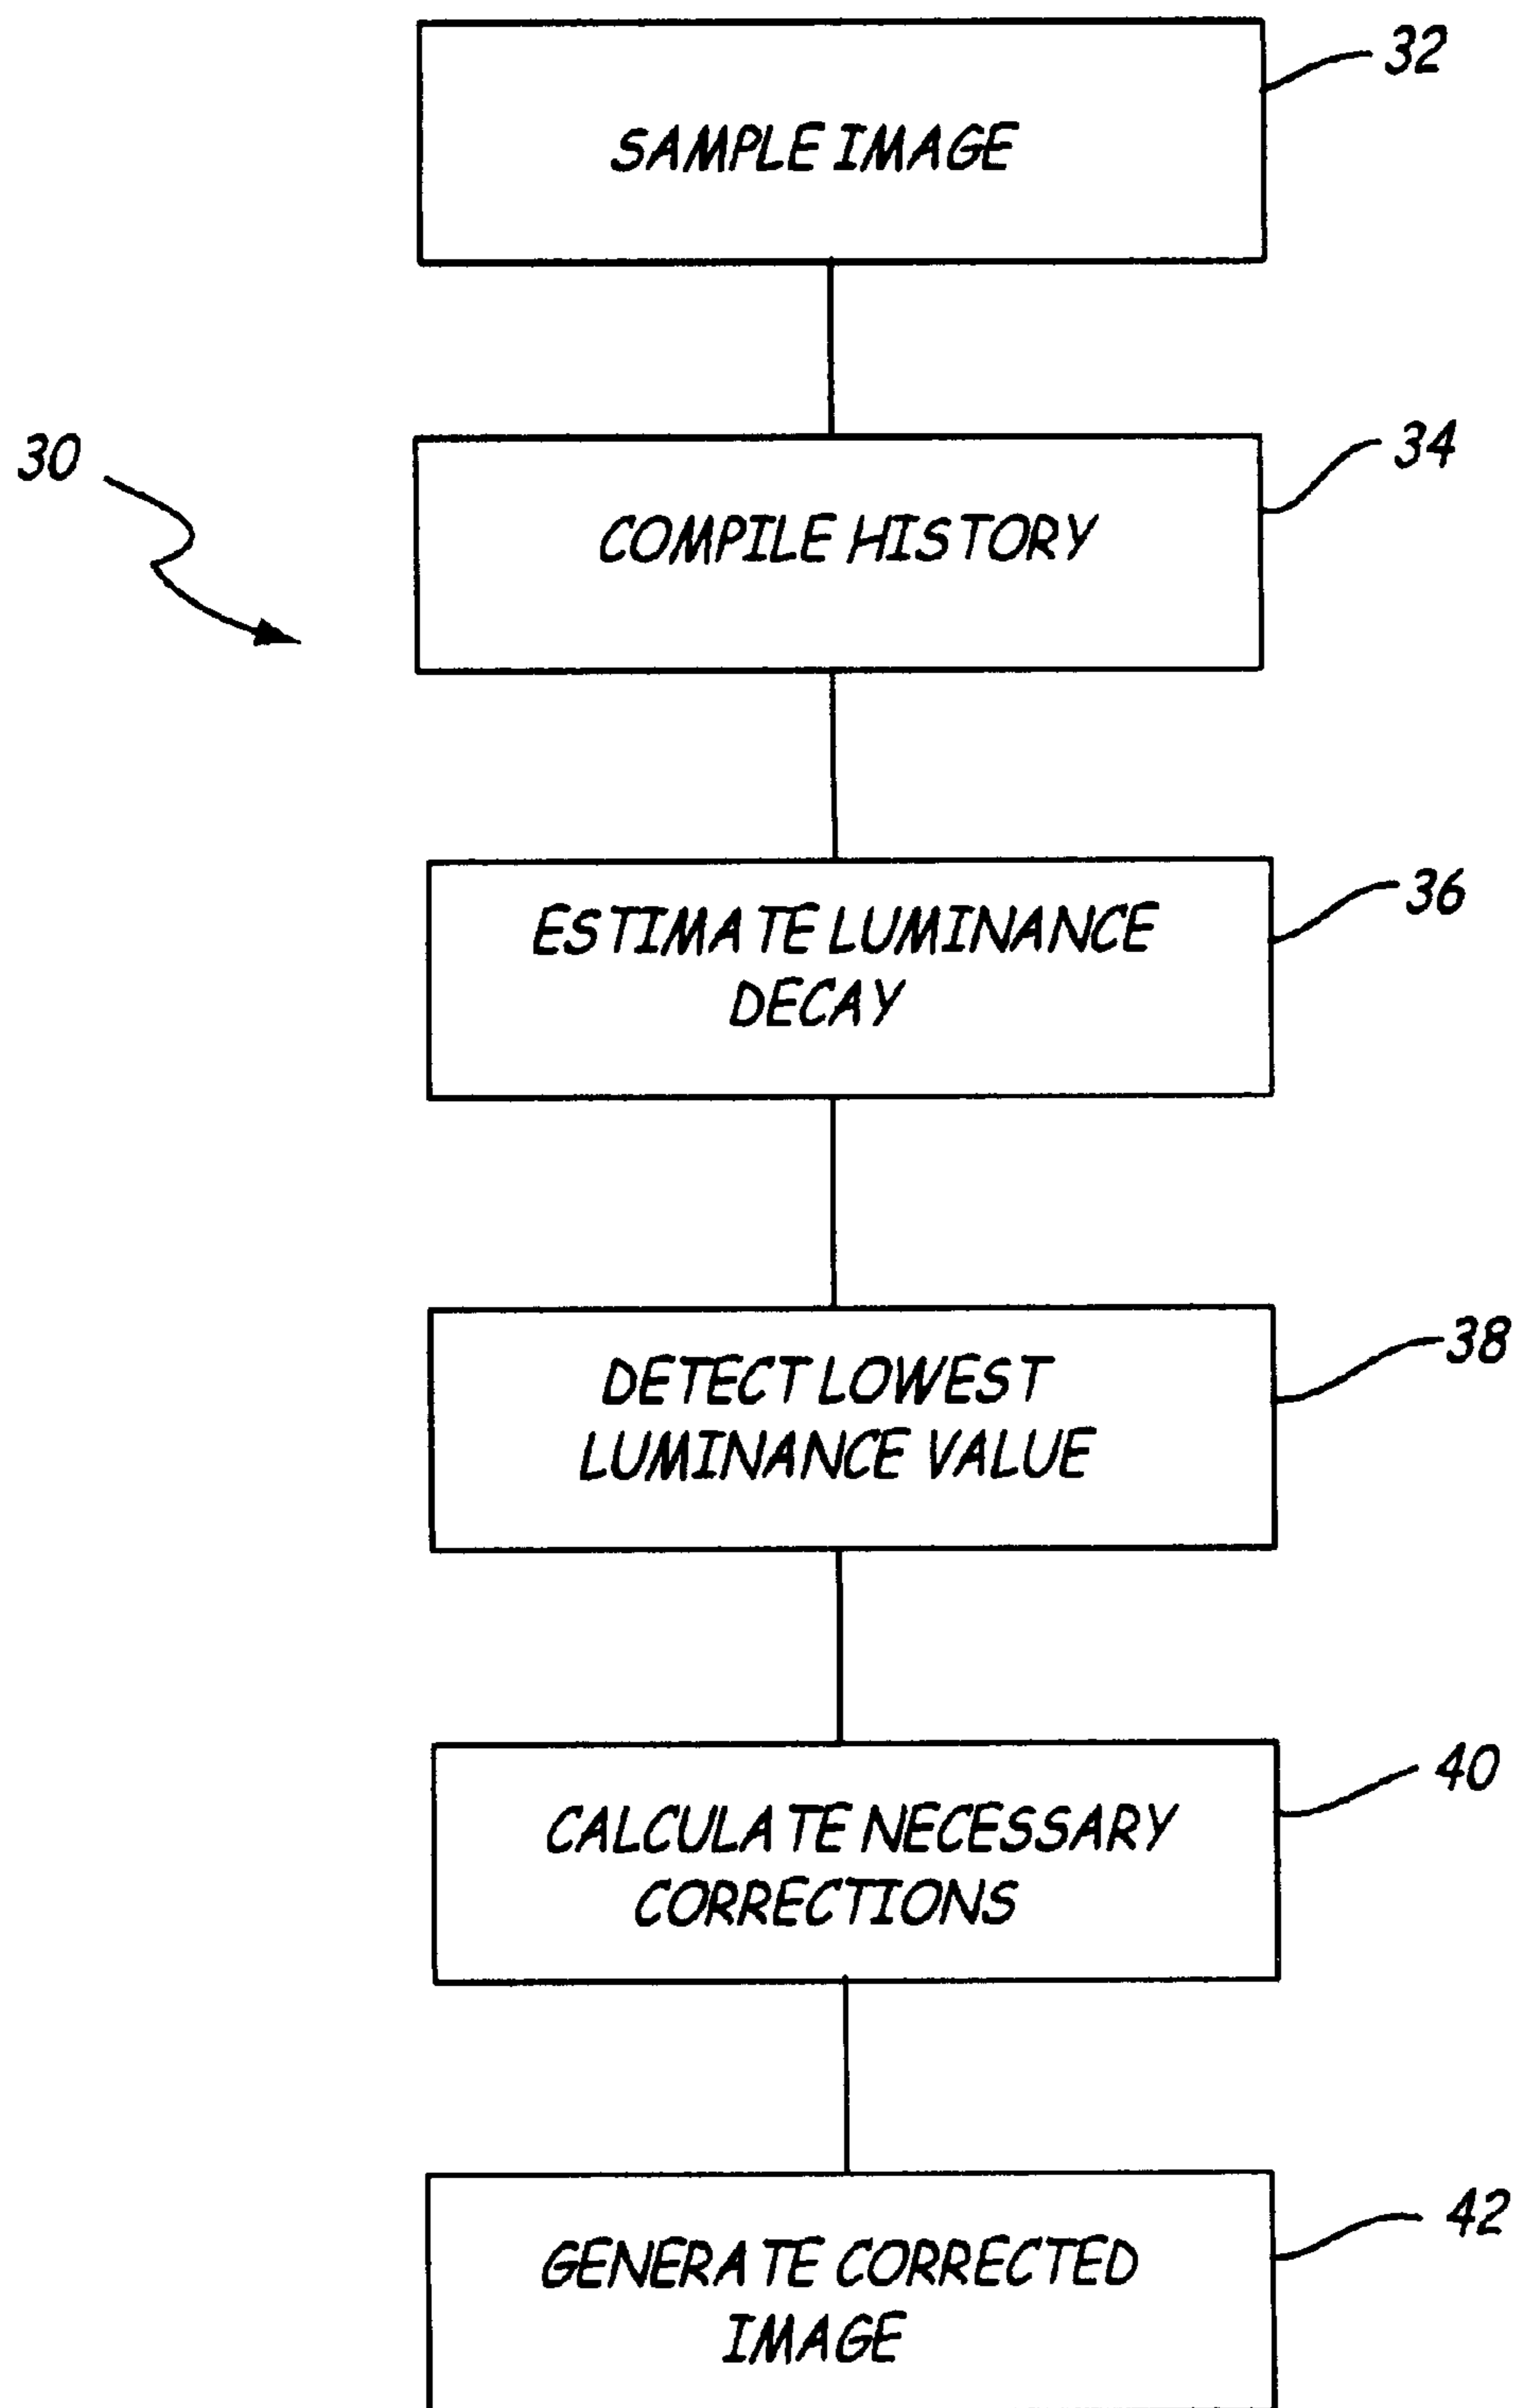 32
SAMPLE IMAGE
30
34
COMPILE HISTORY
36
ESTIMATE LUMINANCE
DECAY
38
DETECT LOWEST
LUMINANCE VALUE
40
CALCULATE NECESSARY
CORRECTIONS
42
GENERATE CORRECTED
IMAGE